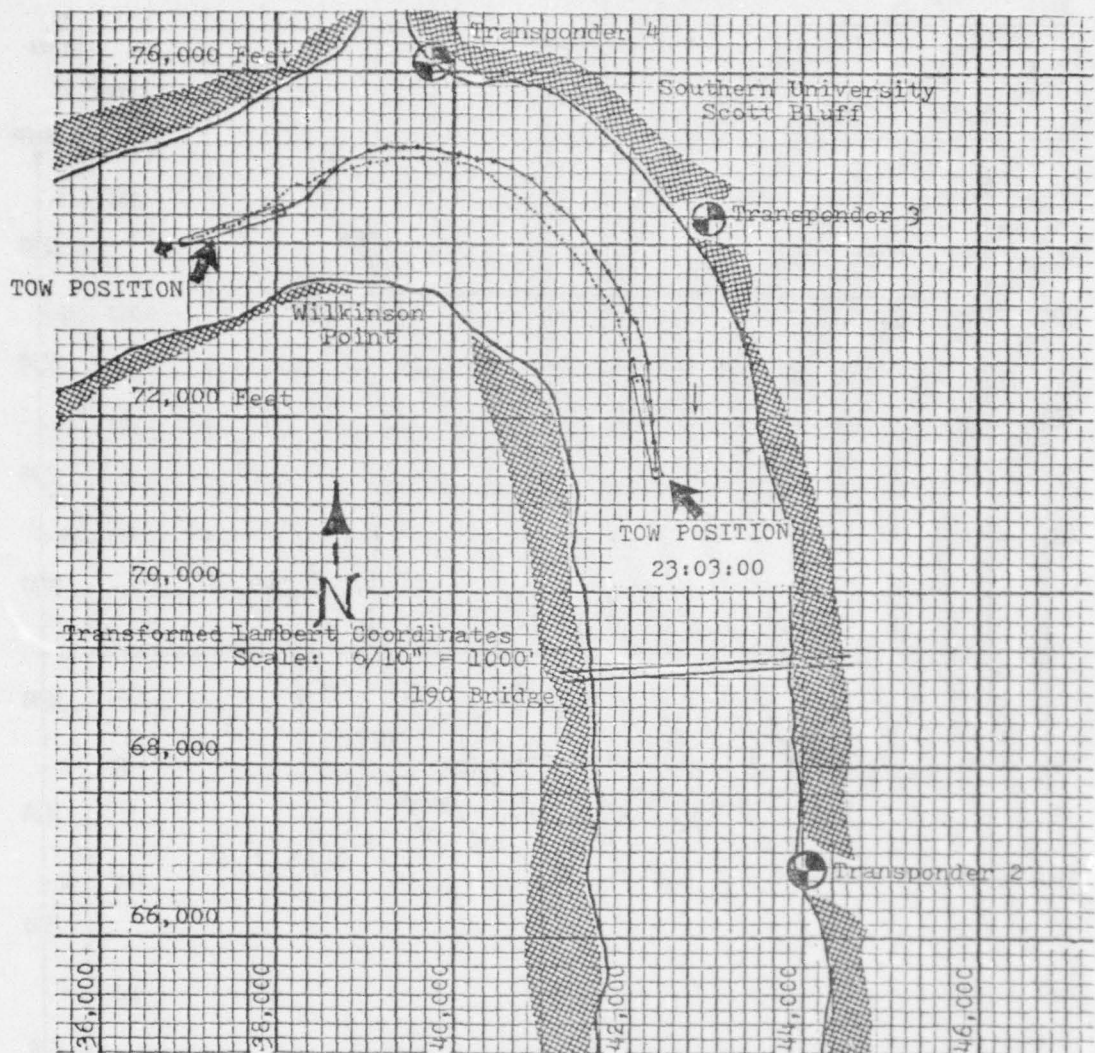 Transponder 4
76,000 Feet
Southern University
Scott Bluff
Transponder 3
TOW POSITION
Wilkinson
Point
72,000 Feet
TOW POSITION
23:03:00
70,000
N
Transformed Lambert Coordinates
Scale: 6/10" = 1000'
190 Bridge
68,000
Transponder 2
66,000
36,000
38,000
40,000
42,000
44,000
46,000